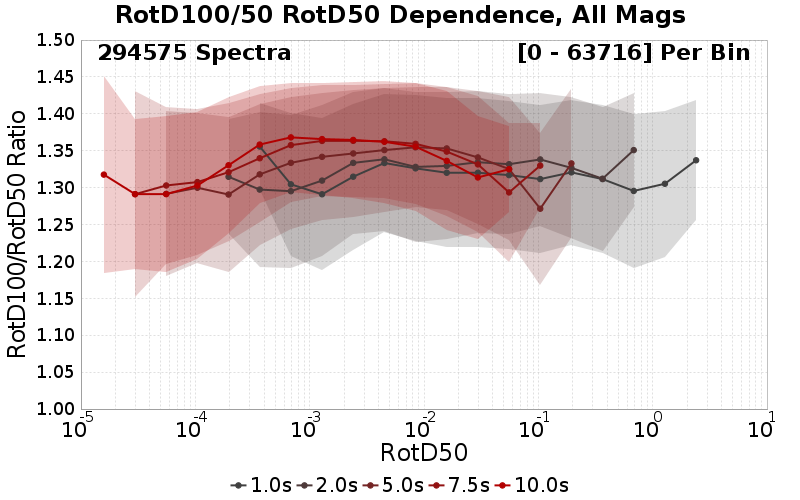 RotD100/50 RotD50 Dependence, All Mags
294575 Spectra [0 - 63716] Per Bin
1.50
1.45
1.40
1.35
1.30
1.25
1.20
1.15
1.10
1.05
1.00
RotD100/RotD50 Ratio
10^-5 10^-4 10^-3 10^-2 10^-1 10^0 10^1
RotD50
1.0s 2.0s 5.0s 7.5s 10.0s